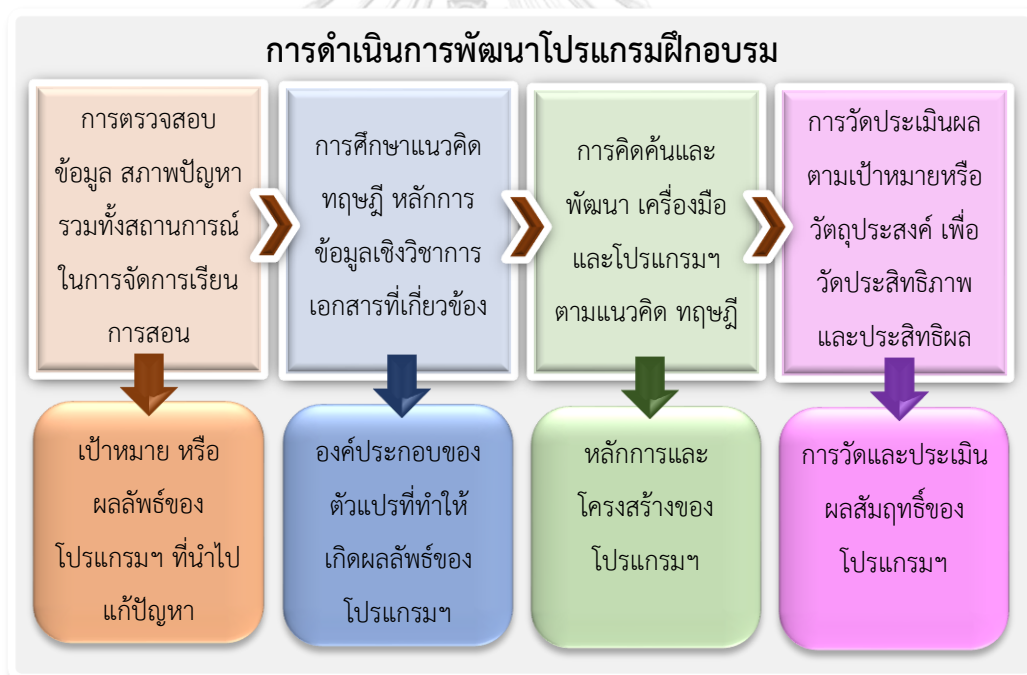 การดำเนินการพัฒนาโปรแกรมฝึกอบรม
การตรวจสอบ
ข้อมูล สภาพปัญหา
รวมทั้งสถานการณ์
ในการจัดการเรียน
การสอน
การศึกษาแนวคิด
ทฤษฎี หลักการ
ข้อมูลเชิงวิชาการ
เอกสารที่เกี่ยวข้อง
การคิดค้นและ
พัฒนา เครื่องมือ
และโปรแกรมฯ
ตามแนวคิด ทฤษฎี
การวัดประเมินผล
ตามเป้าหมายหรือ
วัตถุประสงค์ เพื่อ
วัดประสิทธิภาพ
และประสิทธิผล
เป้าหมาย หรือ
ผลลัพธ์ของ
โปรแกรมฯ ที่นำไป
แก้ปัญหา
องค์ประกอบของ
ตัวแปรที่ทำให้
เกิดผลลัพธ์ของ
โปรแกรมฯ
หลักการและ
โครงสร้างของ
โปรแกรมฯ
การวัดและประเมิน
ผลสัมฤทธิ์ของ
โปรแกรมฯ